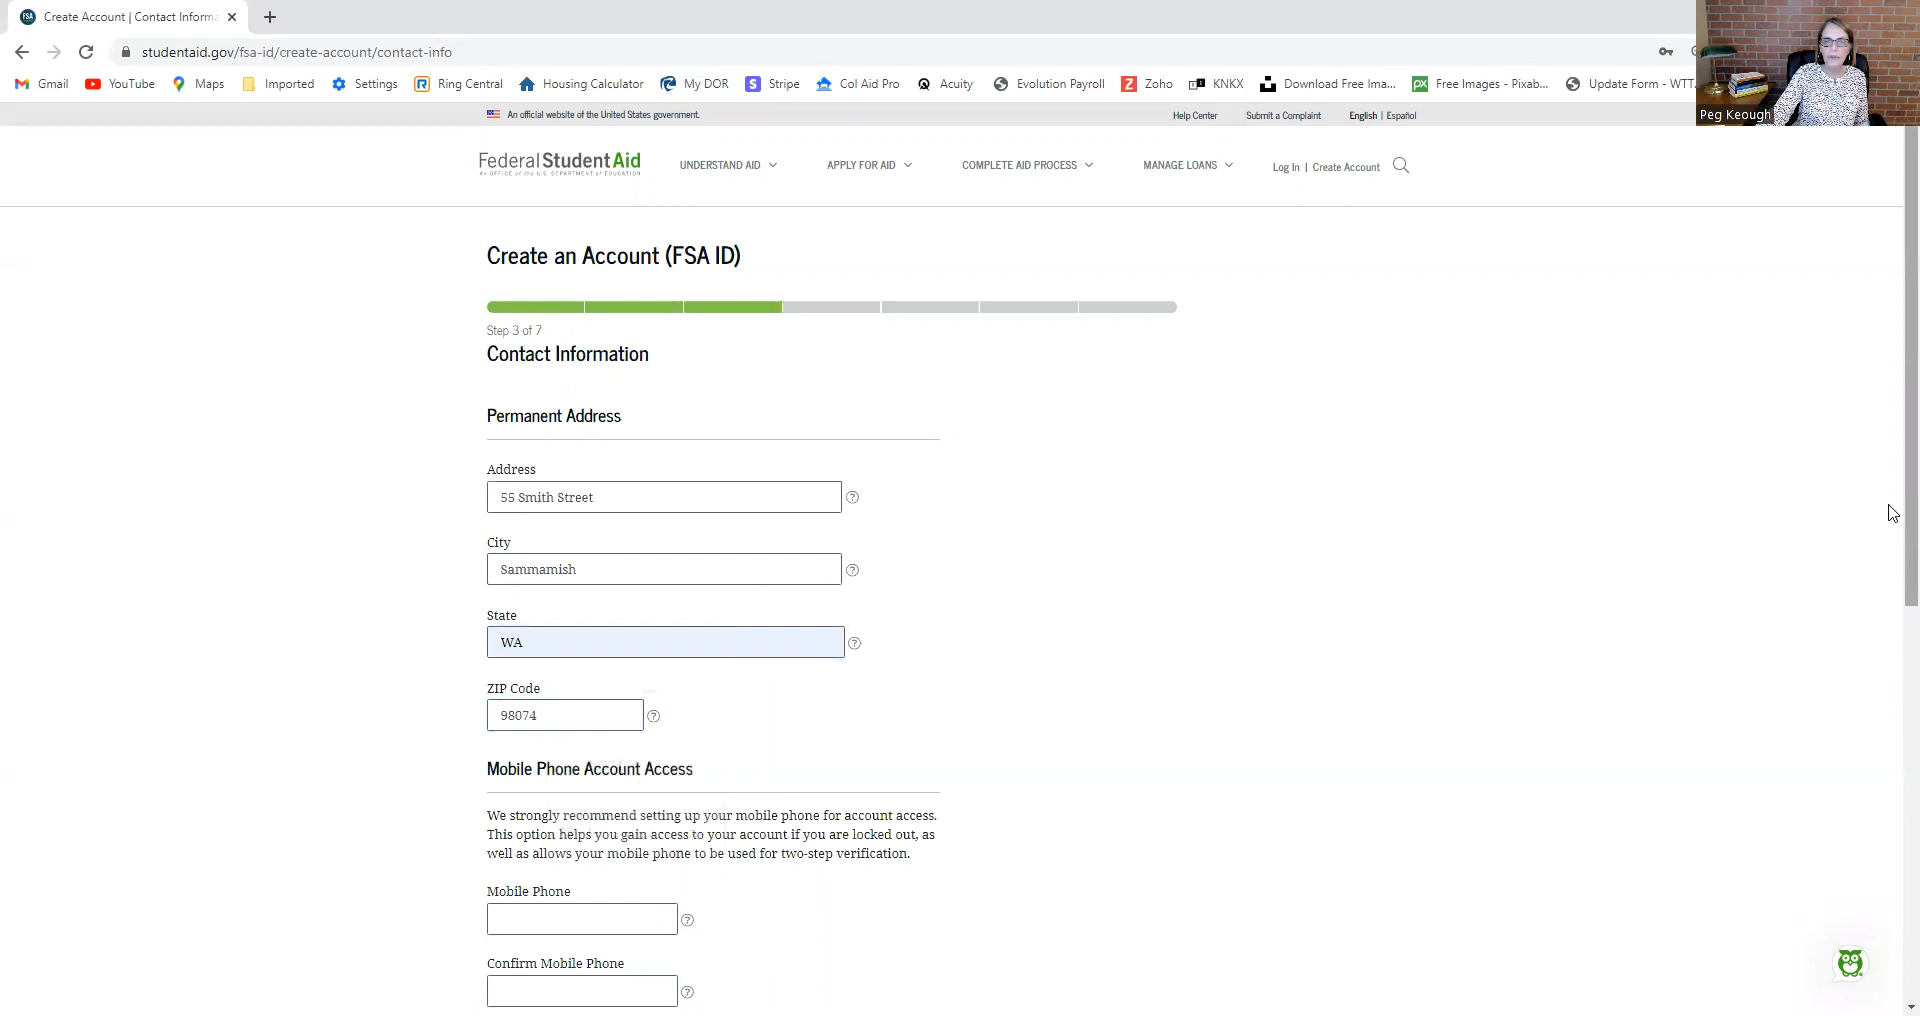 Create Account | Contact Informa
studentaid.gov/fsa-id/create-account/contact-info
Gmail YouTube Maps Imported Settings Ring Central Housing Calculator My DOR Stripe Col Aid Pro Acuity Evolution Payroll Zoho KNKX Download Free Ima... Free Images - Pixab... Update Form - WTT
Peg Keough
An official website of the United States government. Help Center Submit a Complaint English | Español
Federal Student Aid
An OFFICE of the U.S. DEPARTMENT of EDUCATION
UNDERSTAND AID APPLY FOR AID COMPLETE AID PROCESS MANAGE LOANS Log In | Create Account
Create an Account (FSA ID)
Step 3 of 7
Contact Information
Permanent Address
Address
55 Smith Street
City
Sammamish
State
WA
ZIP Code
98074
Mobile Phone Account Access
We strongly recommend setting up your mobile phone for account access.
This option helps you gain access to your account if you are locked out, as
well as allows your mobile phone to be used for two-step verification.
Mobile Phone
Confirm Mobile Phone